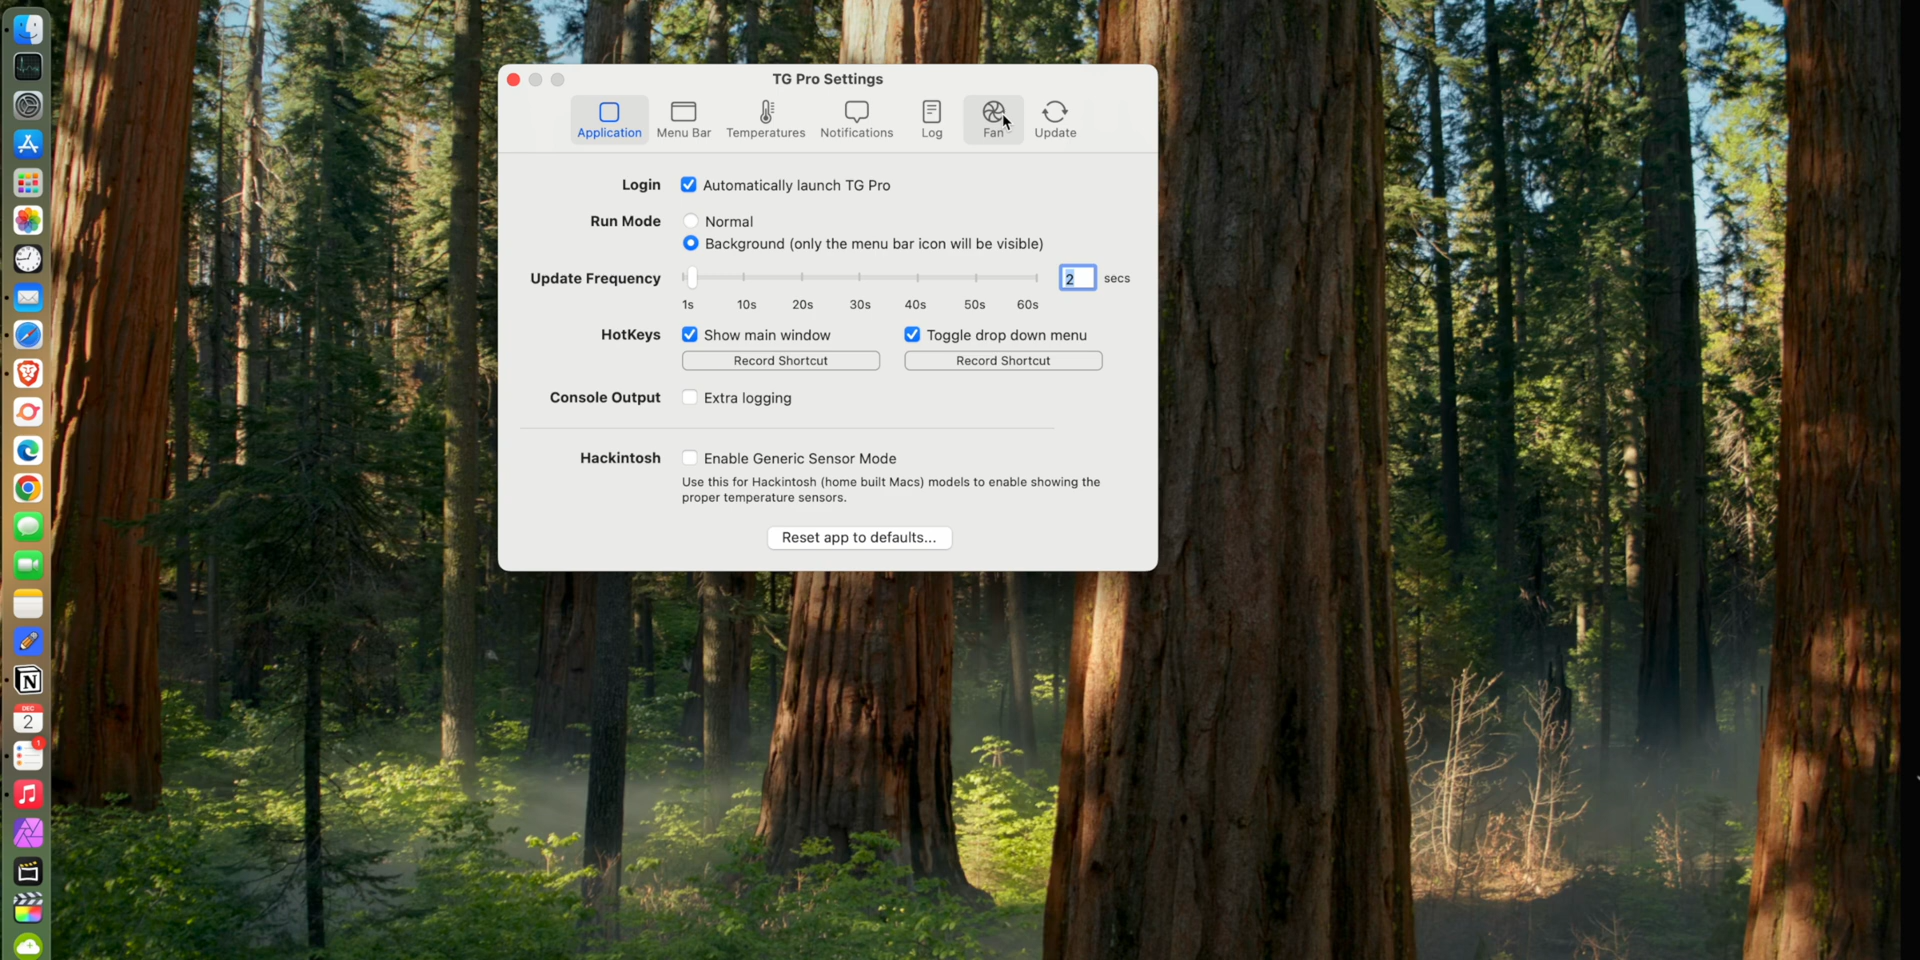 TG Pro Settings
Application Menu Bar Temperatures Notifications Log Fan Update
Login Automatically launch TG Pro
Run Mode Normal
Background (only the menu bar icon will be visible)
Update Frequency 2 secs
1s 10s 20s 30s 40s 50s 60s
HotKeys Show main window Toggle drop down menu
Record Shortcut Record Shortcut
Console Output Extra logging
Hackintosh Enable Generic Sensor Mode
Use this for Hackintosh (home built Macs) models to enable showing the
proper temperature sensors.
Reset app to defaults...
DEC
2
1